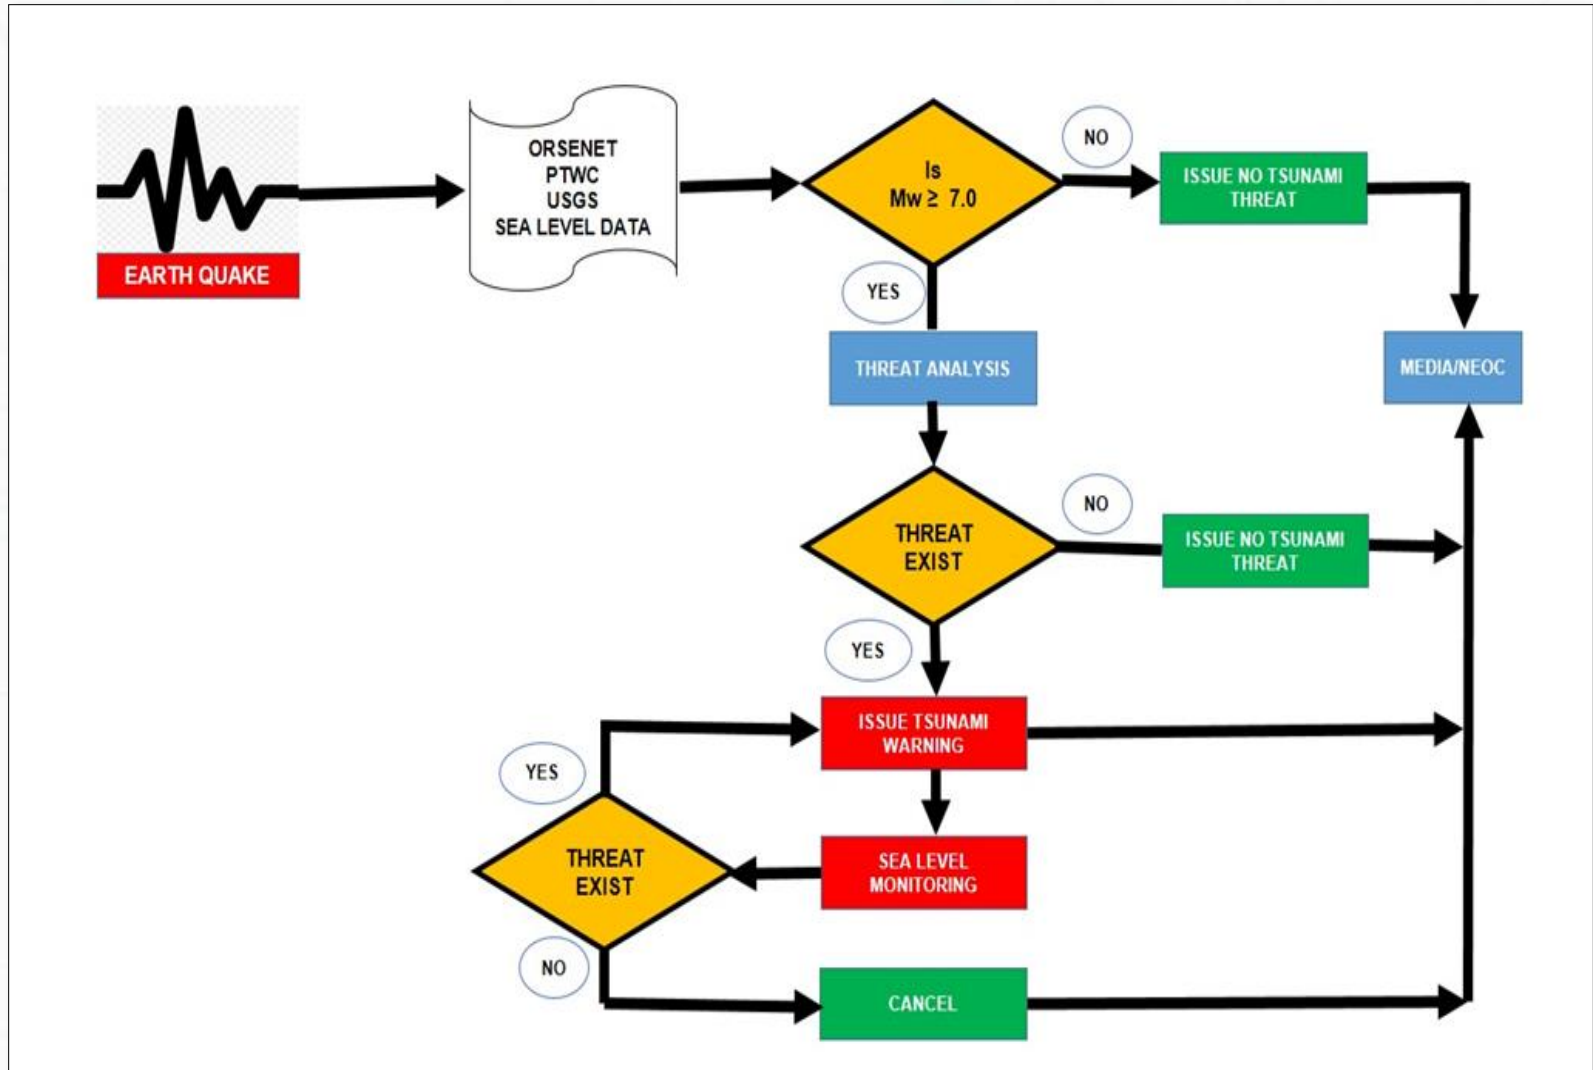 EARTH QUAKE
ORSENET
PTWC
USGS
SEA LEVEL DATA
Is
Mw ≥ 7.0
NO
ISSUE NO TSUNAMI
THREAT
YES
THREAT ANALYSIS
MEDIA/NEOC
THREAT
EXIST
NO
ISSUE NO TSUNAMI
THREAT
YES
ISSUE TSUNAMI
WARNING
YES
THREAT
EXIST
SEA LEVEL
MONITORING
NO
CANCEL